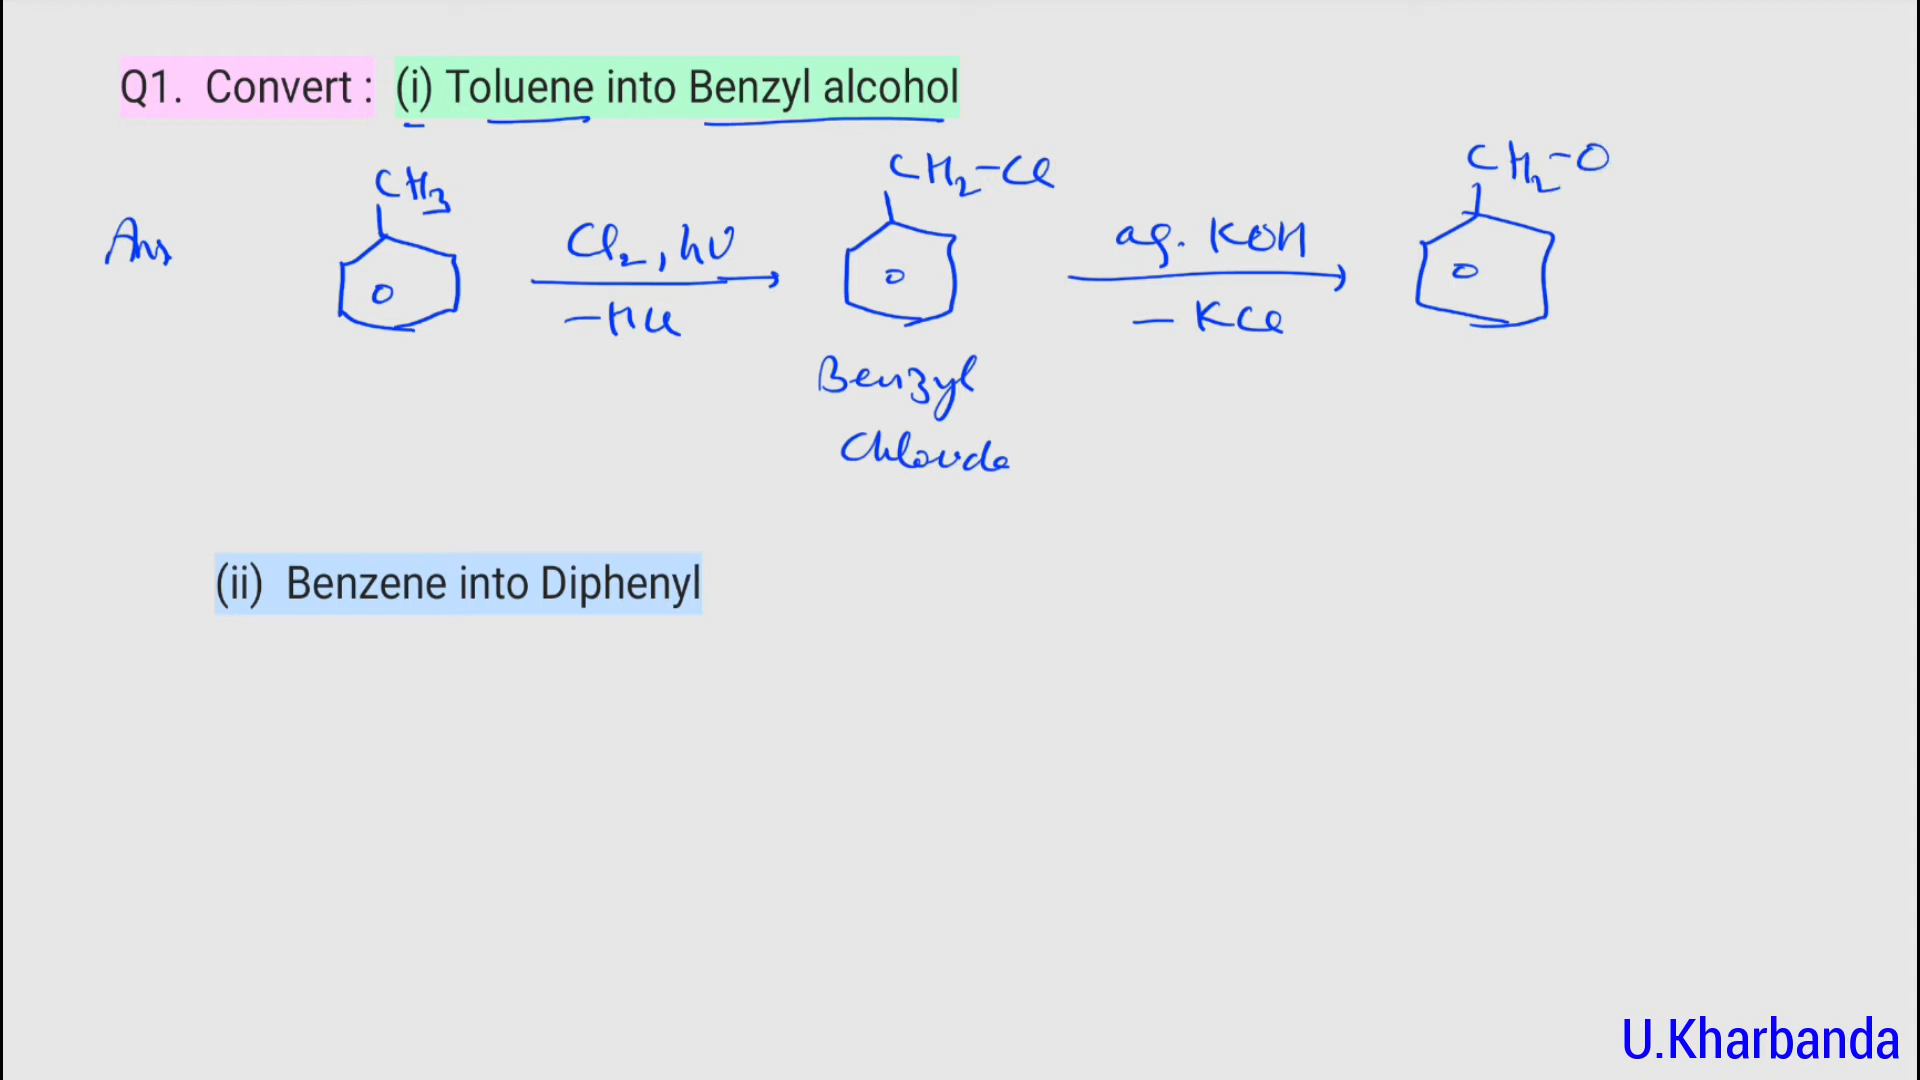 Q1. Convert : (i) Toluene into Benzyl alcohol
CH3 CH2-Cl CH2-O
Ans Cl2, hν aq. KOH
-HCl -KCl
Benzyl
Chloride
(ii) Benzene into Diphenyl
U.Kharbanda